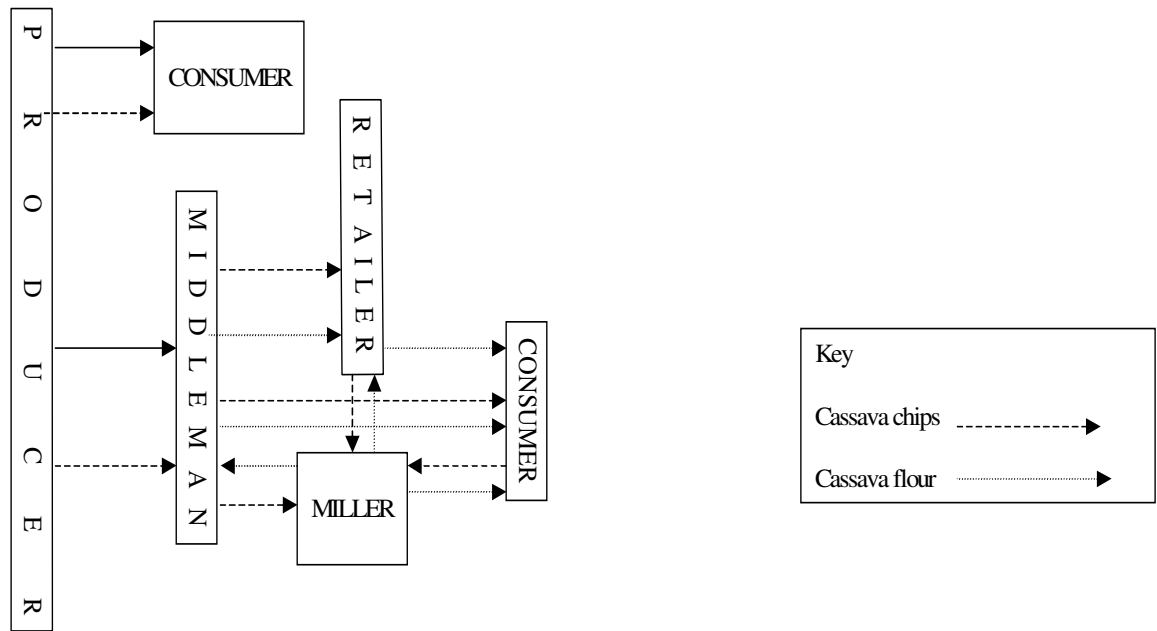 PRODUCER
CONSUMER
RETAILER
MIDDLEMAN
CONSUMER
MILLER
Key
Cassava chips
Cassava flour